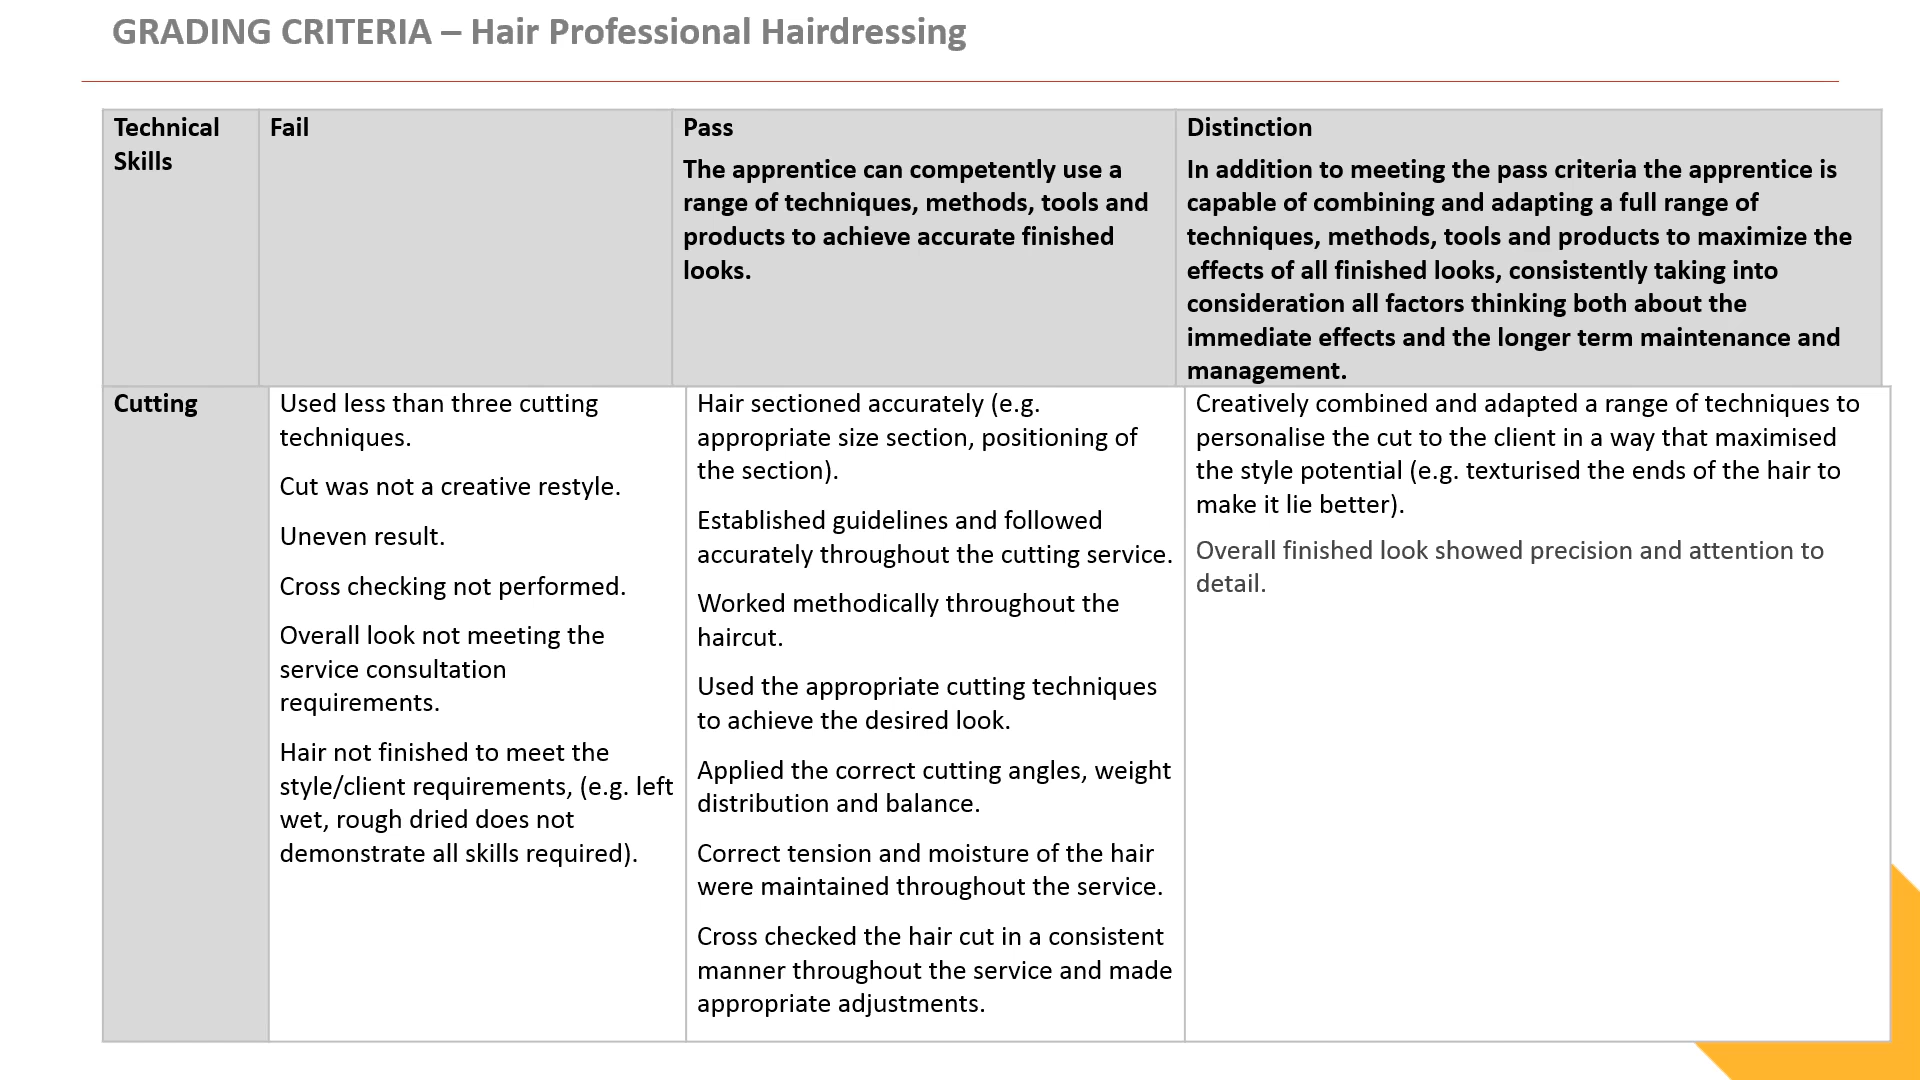 GRADING CRITERIA – Hair Professional Hairdressing
Technical
Skills
Fail
Pass
The apprentice can competently use a
range of techniques, methods, tools and
products to achieve accurate finished
looks.
Distinction
In addition to meeting the pass criteria the apprentice is
capable of combining and adapting a full range of
techniques, methods, tools and products to maximize the
effects of all finished looks, consistently taking into
consideration all factors thinking both about the
immediate effects and the longer term maintenance and
management.
Cutting
Used less than three cutting
techniques.
Cut was not a creative restyle.
Uneven result.
Cross checking not performed.
Overall look not meeting the
service consultation
requirements.
Hair not finished to meet the
style/client requirements, (e.g. left
wet, rough dried does not
demonstrate all skills required).
Hair sectioned accurately (e.g.
appropriate size section, positioning of
the section).
Established guidelines and followed
accurately throughout the cutting service.
Worked methodically throughout the
haircut.
Used the appropriate cutting techniques
to achieve the desired look.
Applied the correct cutting angles, weight
distribution and balance.
Correct tension and moisture of the hair
were maintained throughout the service.
Cross checked the hair cut in a consistent
manner throughout the service and made
appropriate adjustments.
Creatively combined and adapted a range of techniques to
personalise the cut to the client in a way that maximised
the style potential (e.g. texturised the ends of the hair to
make it lie better).
Overall finished look showed precision and attention to
detail.